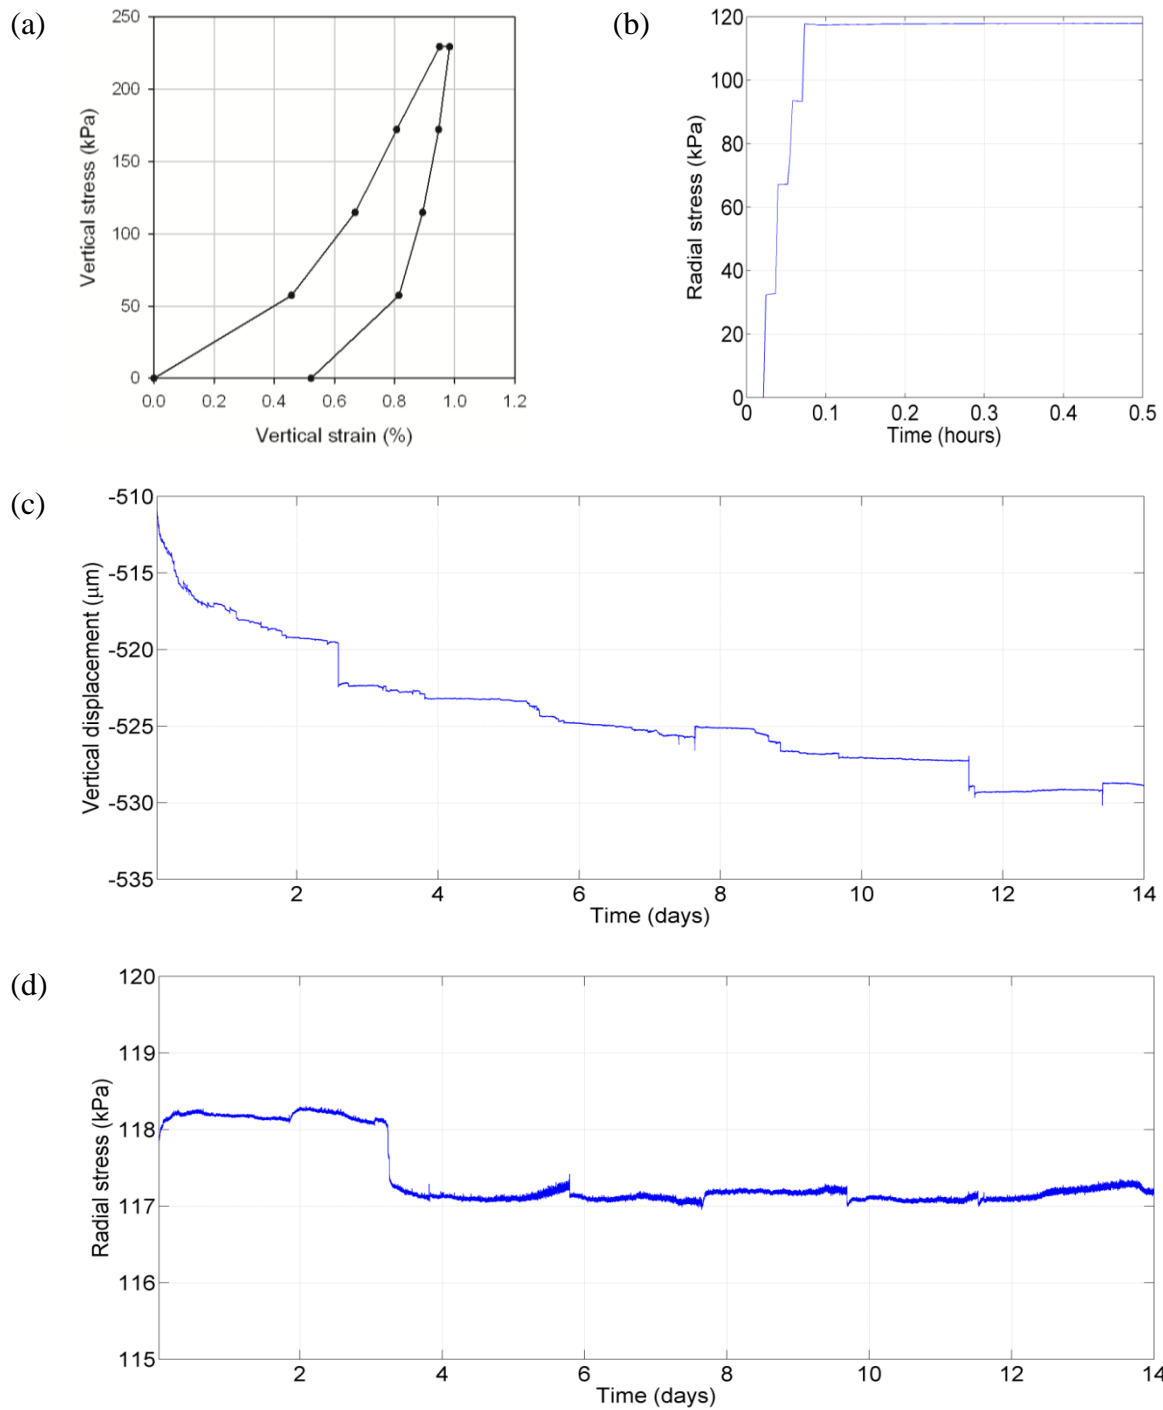 (a)
250
200
150
100
50
0
Vertical stress (kPa)
0.0 0.2 0.4 0.6 0.8 1.0 1.2
Vertical strain (%)
(b)
120
100
80
60
40
20
0
Radial stress (kPa)
0 0.1 0.2 0.3 0.4 0.5
Time (hours)
(c)
-510
-515
-520
-525
-530
-535
Vertical displacement (μm)
2 4 6 8 10 12 14
Time (days)
(d)
120
119
118
117
116
115
Radial stress (kPa)
2 4 6 8 10 12 14
Time (days)